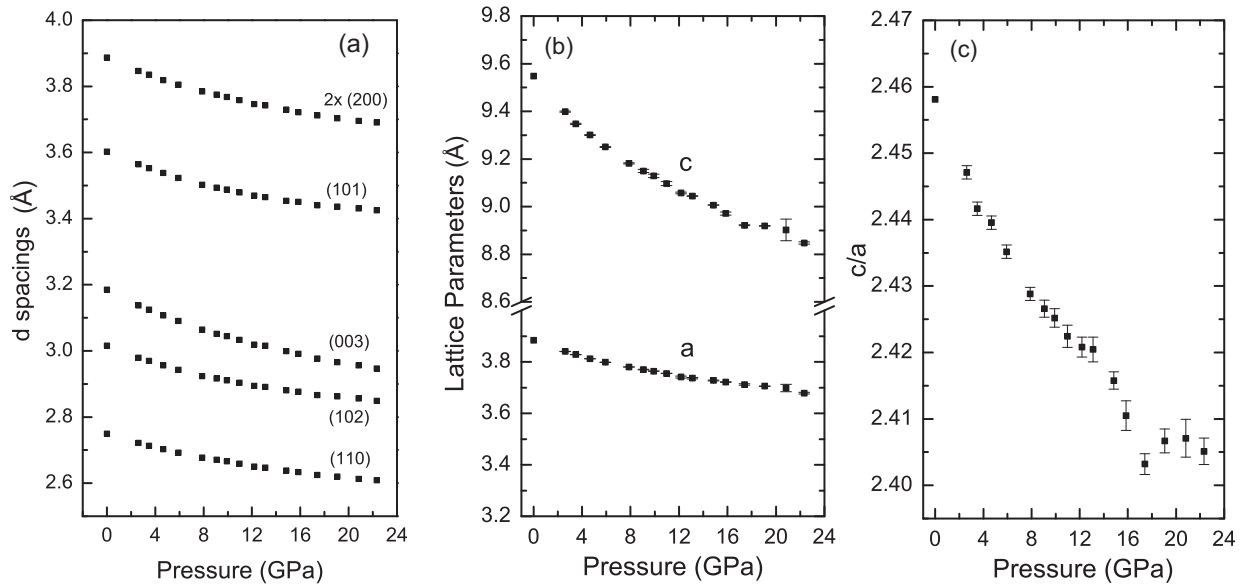 (a)
4.0
3.8
3.6
3.4
3.2
3.0
2.8
2.6
d spacings (Å)
2x (200)
(101)
(003)
(102)
(110)
0 4 8 12 16 20 24
Pressure (GPa)
(b)
9.8
9.6
9.4
9.2
9.0
8.8
8.6
3.8
3.6
3.4
3.2
Lattice Parameters (Å)
c
a
0 4 8 12 16 20 24
Pressure (GPa)
(c)
2.47
2.46
2.45
2.44
2.43
2.42
2.41
2.40
c/a
0 4 8 12 16 20 24
Pressure (GPa)